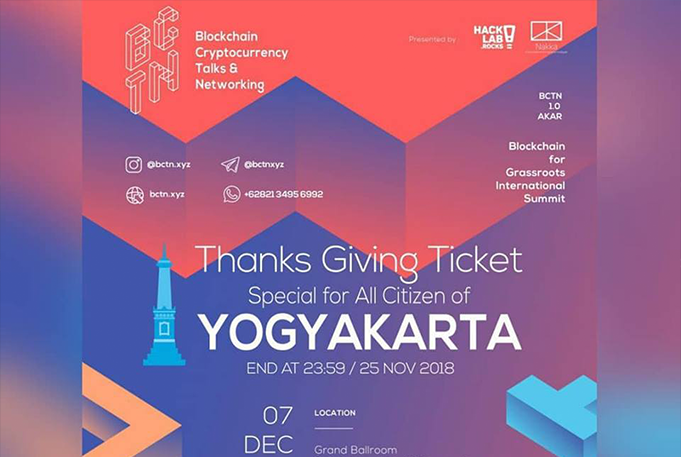 BCTN
Blockchain
Cryptocurrency
Talks &
Networking
Presented by :
HACK
LAB
.ROCKS
Nakka
BCTN
1.0
AKAR
Blockchain
for
Grassroots
International
Summit
@bctn.xyz
@bctnxyz
bctn.xyz
+62821 3495 6992
Thanks Giving Ticket
Special for All Citizen of
YOGYAKARTA
END AT 23:59 / 25 NOV 2018
07
DEC
LOCATION
Grand Ballroom